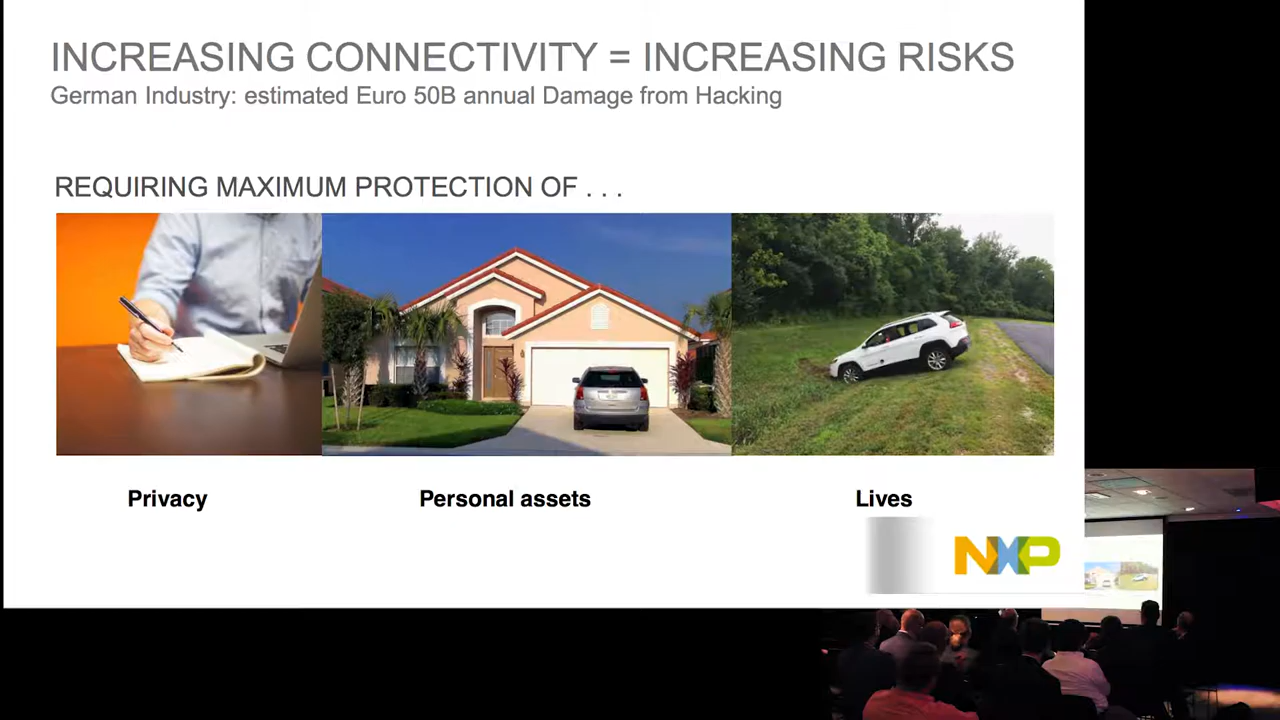 INCREASING CONNECTIVITY = INCREASING RISKS
German Industry: estimated Euro 50B annual Damage from Hacking
REQUIRING MAXIMUM PROTECTION OF . . .
Privacy
Personal assets
Lives
NXP